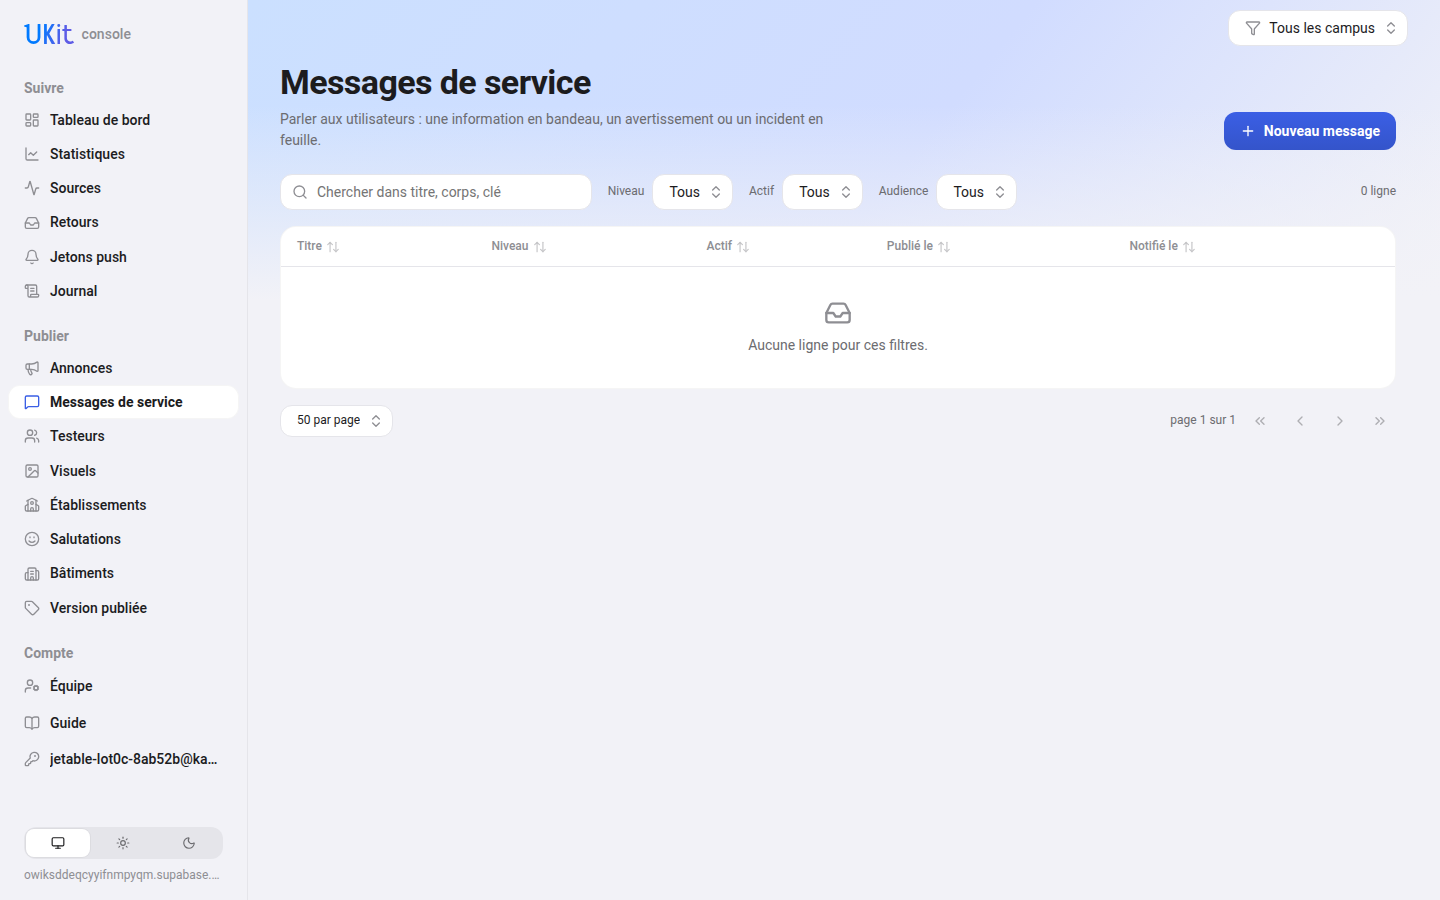 UKit console
Tous les campus
Suivre
Tableau de bord
Statistiques
Sources
Retours
Jetons push
Journal
Publier
Annonces
Messages de service
Testeurs
Visuels
Établissements
Salutations
Bâtiments
Version publiée
Compte
Équipe
Guide
jetable-lot0c-8ab52b@ka...
owiksddeqcyyifnmpyqm.supabase....
Messages de service
Parler aux utilisateurs : une information en bandeau, un avertissement ou un incident en
feuille.
Nouveau message
Chercher dans titre, corps, clé
Niveau Tous Actif Tous Audience Tous
0 ligne
Titre Niveau Actif Publié le Notifié le
Aucune ligne pour ces filtres.
50 par page
page 1 sur 1